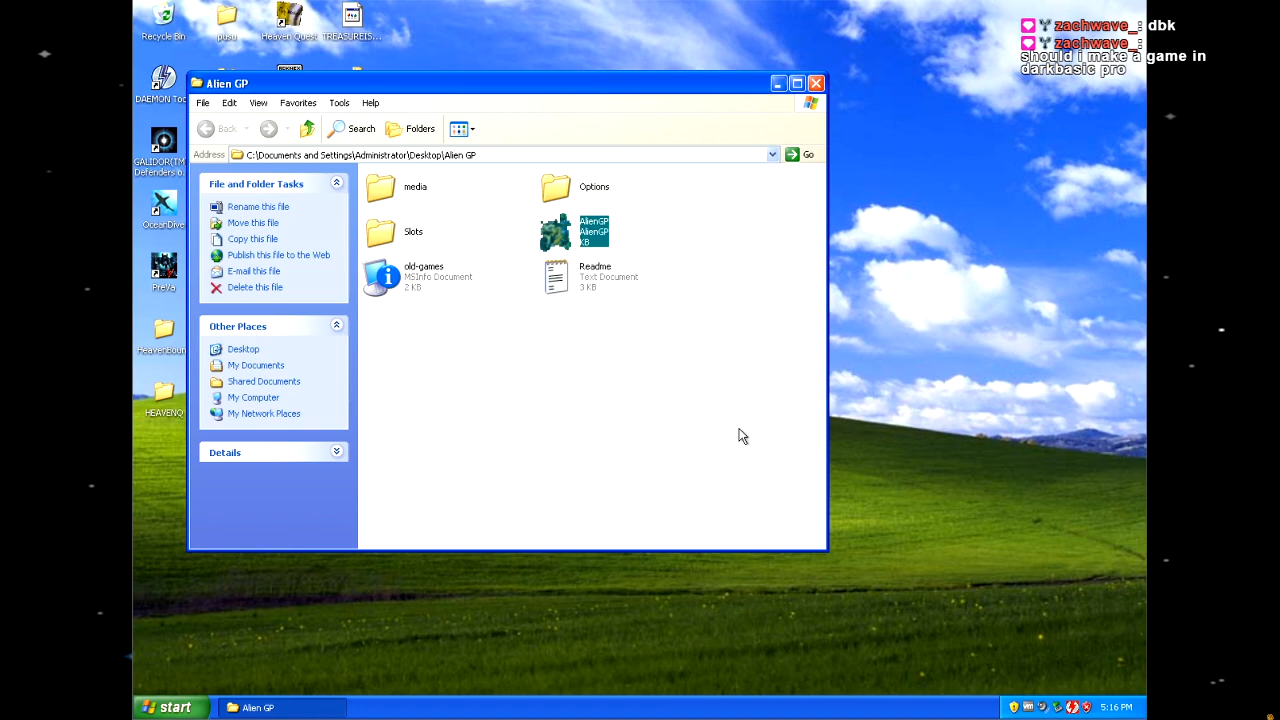 Recycle Bin
pusu
Heaven Quest
TREASUREIS...
zachwave_: dbk
zachwave_:
should i make a game in
darkbasic pro
DAEMON Too
GALIDOR(TM)
Defenders o.
OceanDive
PreVa
HeavenBoun
HEAVENQ
Alien GP
File Edit View Favorites Tools Help
Back Search Folders
Address C:\Documents and Settings\Administrator\Desktop\Alien GP Go
File and Folder Tasks
Rename this file
Move this file
Copy this file
Publish this file to the Web
E-mail this file
Delete this file
Other Places
Desktop
My Documents
Shared Documents
My Computer
My Network Places
Details
media
Options
Slots
AlienGP
AlienGP
KB
old-games
MSInfo Document
2 KB
Readme
Text Document
3 KB
start
Alien GP
5:16 PM